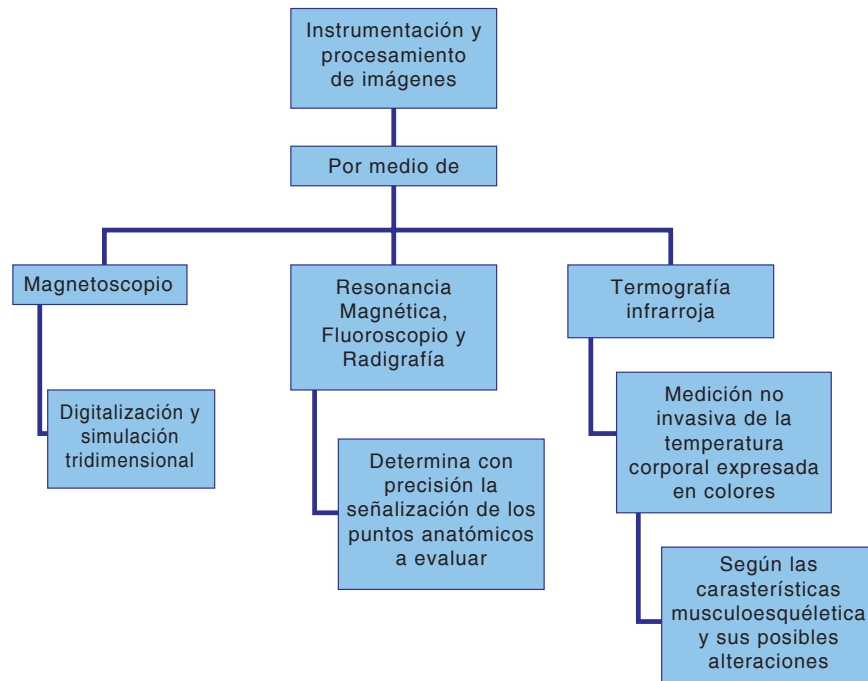 Instrumentación y
procesamiento
de imágenes
Por medio de
Magnetoscopio
Digitalización y
simulación
tridimensional
Resonancia
Magnética,
Fluoroscopio y
Radigrafía
Determina con
precisión la
señalización de los
puntos anatómicos
a evaluar
Termografía
infrarroja
Medición no
invasiva de la
temperatura
corporal expresada
en colores
Según las
carasterísticas
musculoesquéletica
y sus posibles
alteraciones